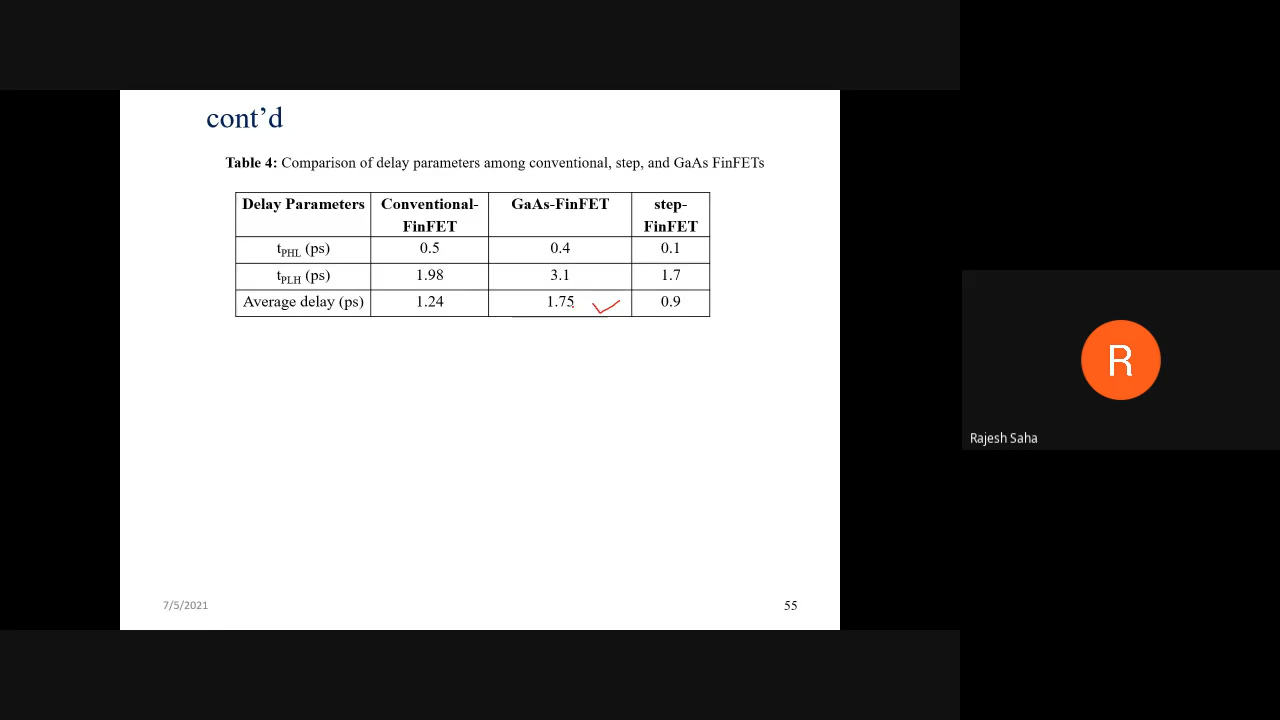 cont’d
Table 4: Comparison of delay parameters among conventional, step, and GaAs FinFETs
Delay Parameters Conventional-FinFET GaAs-FinFET step-FinFET
tPHL (ps) 0.5 0.4 0.1
tPLH (ps) 1.98 3.1 1.7
Average delay (ps) 1.24 1.75 0.9
7/5/2021 55
R
Rajesh Saha